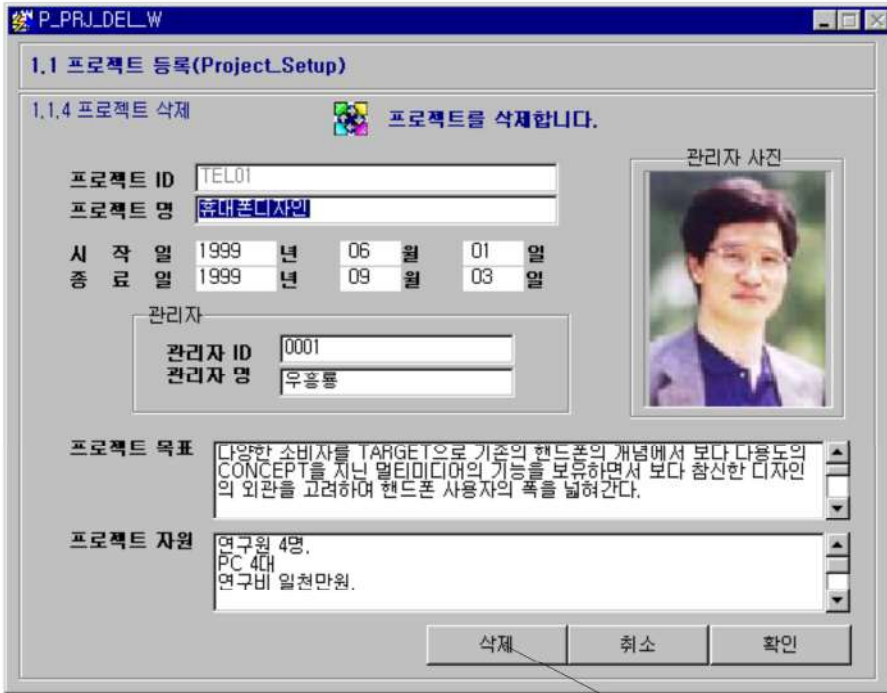 P_PRJ_DEL_W
1.1 프로젝트 등록(Project_Setup)
1.1.4 프로젝트 삭제
프로젝트를 삭제합니다.
관리자 사진
프로젝트 ID TEL01
프로젝트 명 휴대폰디자인
시 작 일 1999 년 06 월 01 일
종 료 일 1999 년 09 월 03 일
관리자
관리자 ID 0001
관리자 명 우흥룡
프로젝트 목표 다양한 소비자를 TARGET으로 기존의 핸드폰의 개념에서 보다 다용도의
CONCEPT을 지닌 멀티미디어의 기능을 보유하면서 보다 참신한 디자인
의 외관을 고려하여 핸드폰 사용자의 폭을 넓혀간다.
프로젝트 자원 연구원 4명.
PC 4대
연구비 일천만원.
삭제 취소 확인